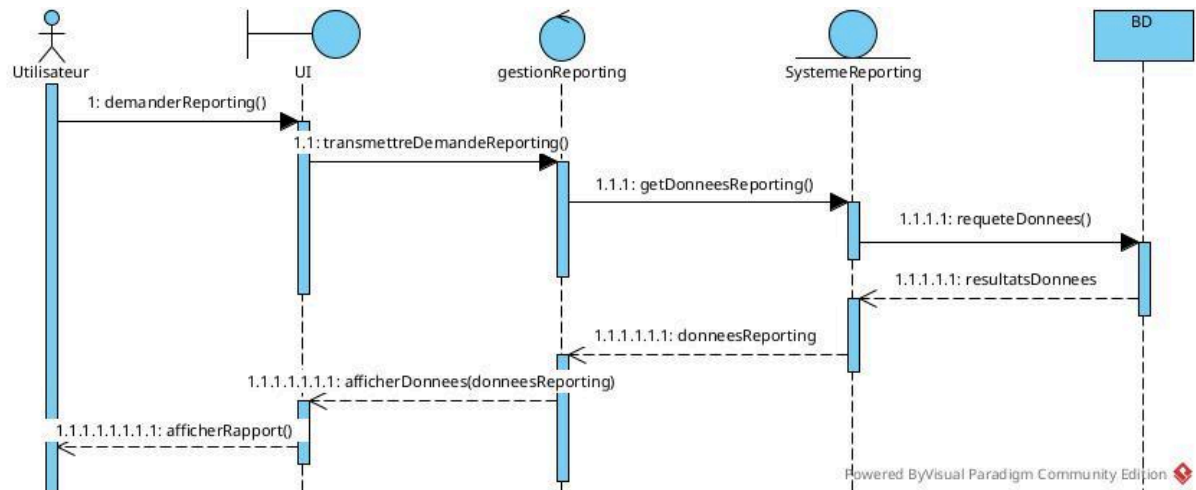 BD
Utilisateur
UI
gestionReporting
SystemeReporting
1: demanderReporting()
1.1: transmettreDemandeReporting()
1.1.1: getDonneesReporting()
1.1.1.1: requeteDonnees()
1.1.1.1.1: resultatsDonnees
1.1.1.1.1.1: donneesReporting
1.1.1.1.1.1.1: afficherDonnees(donneesReporting)
1.1.1.1.1.1.1.1: afficherRapport()
Powered ByVisual Paradigm Community Edition